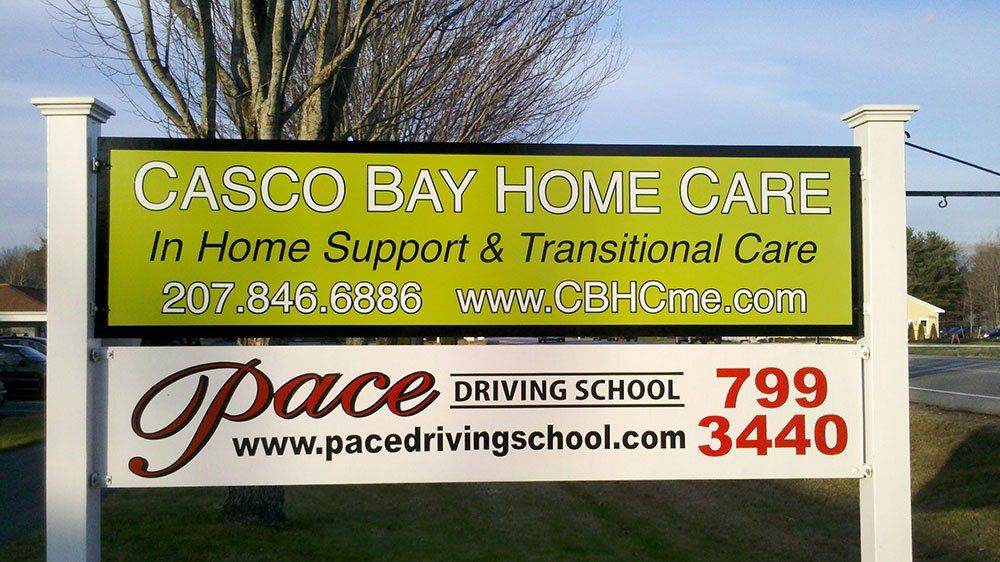 CASCO BAY HOME CARE
In Home Support & Transitional Care
207.846.6886 www.CBHCme.com
Pace DRIVING SCHOOL 799
www.pacedrivingschool.com 3440